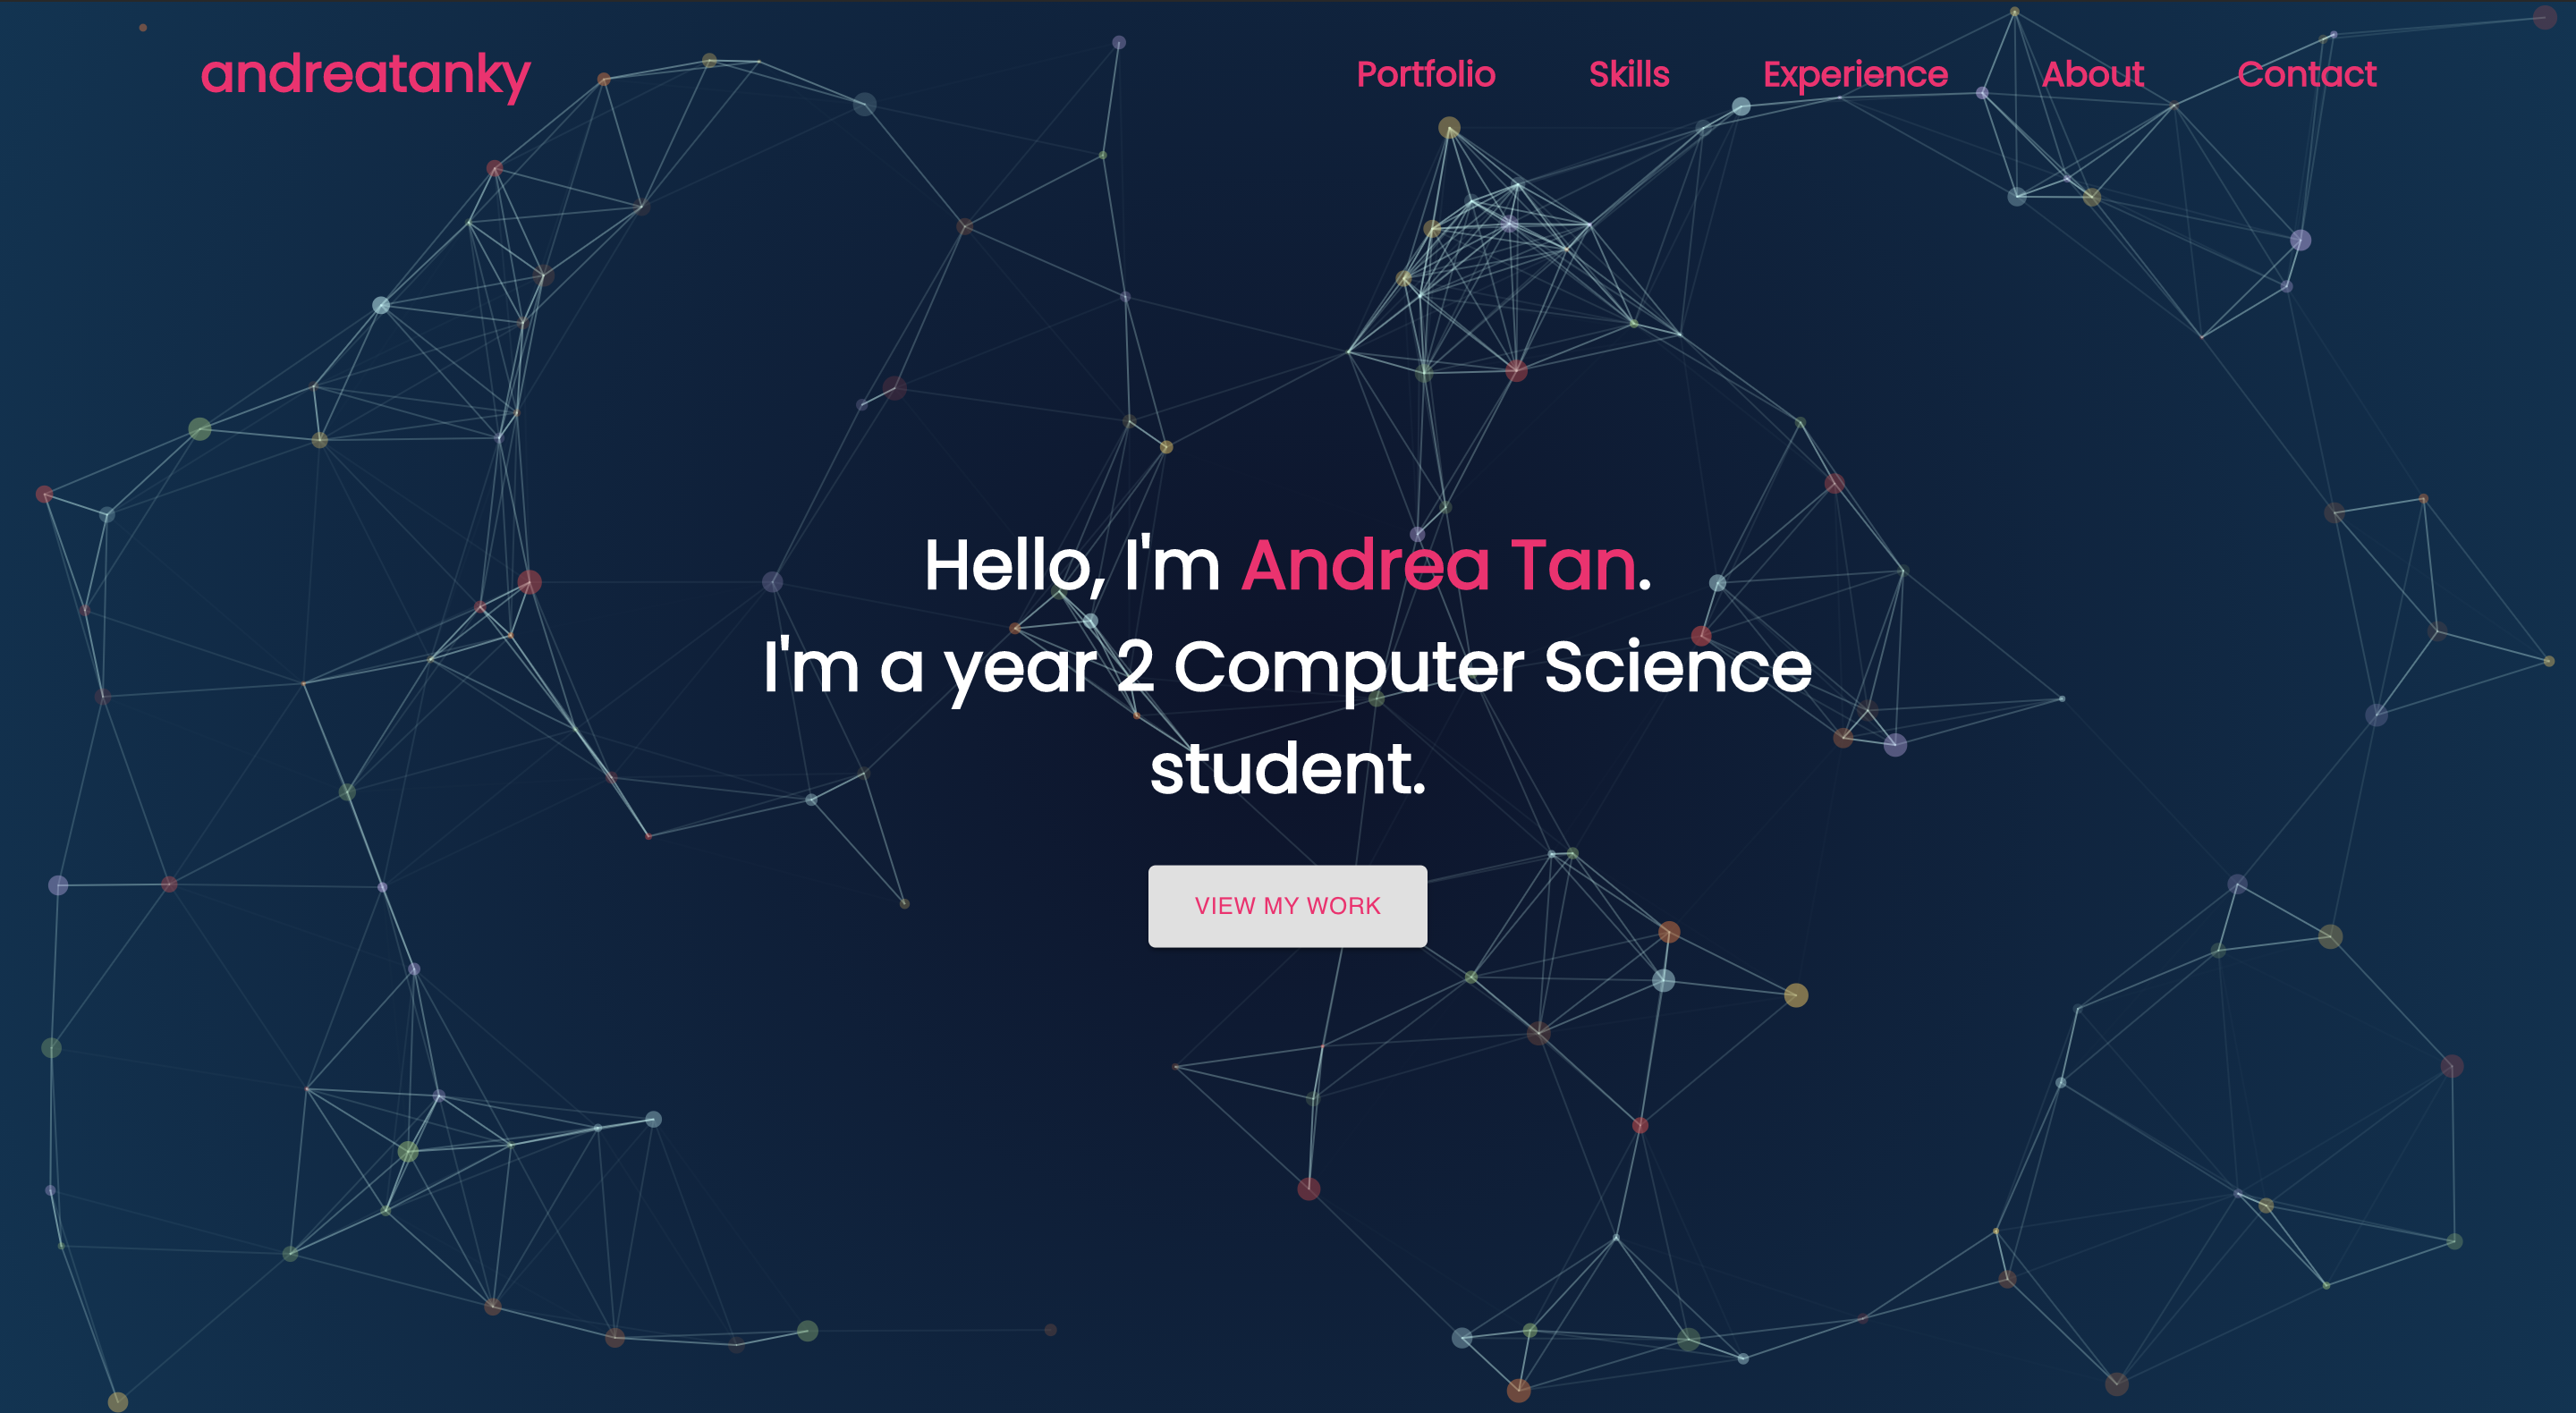 andreatanky
Portfolio Skills Experience About Contact
Hello, I'm Andrea Tan.
I'm a year 2 Computer Science
student.
VIEW MY WORK